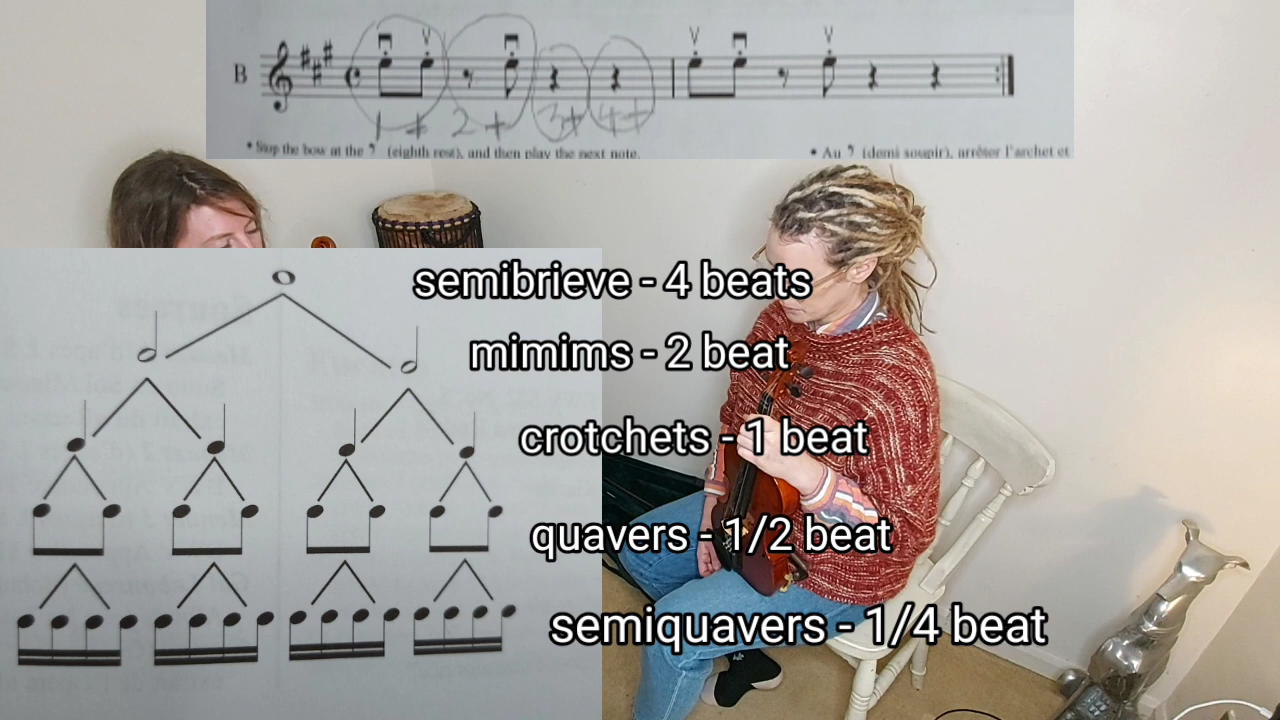 B
1 + 2 + 3+ 4+
* Stop the bow at the 𝄾 (eighth rest), and then play the next note.
* Au 𝄾 (demi soupir), arrêter l'archet et
semibrieve - 4 beats
mimims - 2 beat
crotchets - 1 beat
quavers - 1/2 beat
semiquavers - 1/4 beat